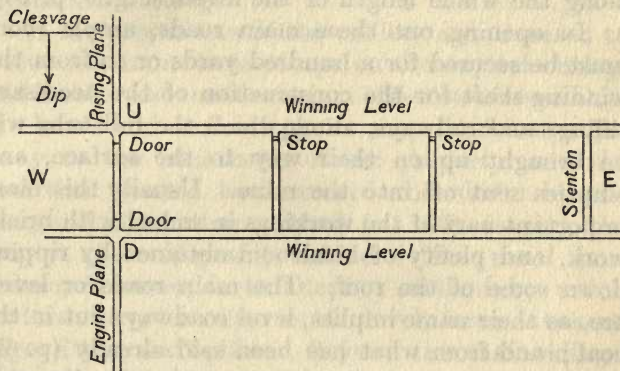 Cleavage
Dip
Rising Plane
U
Winning Level
Door
Stop
Stop
W
Stenton
E
Door
D
Winning Level
Engine Plane